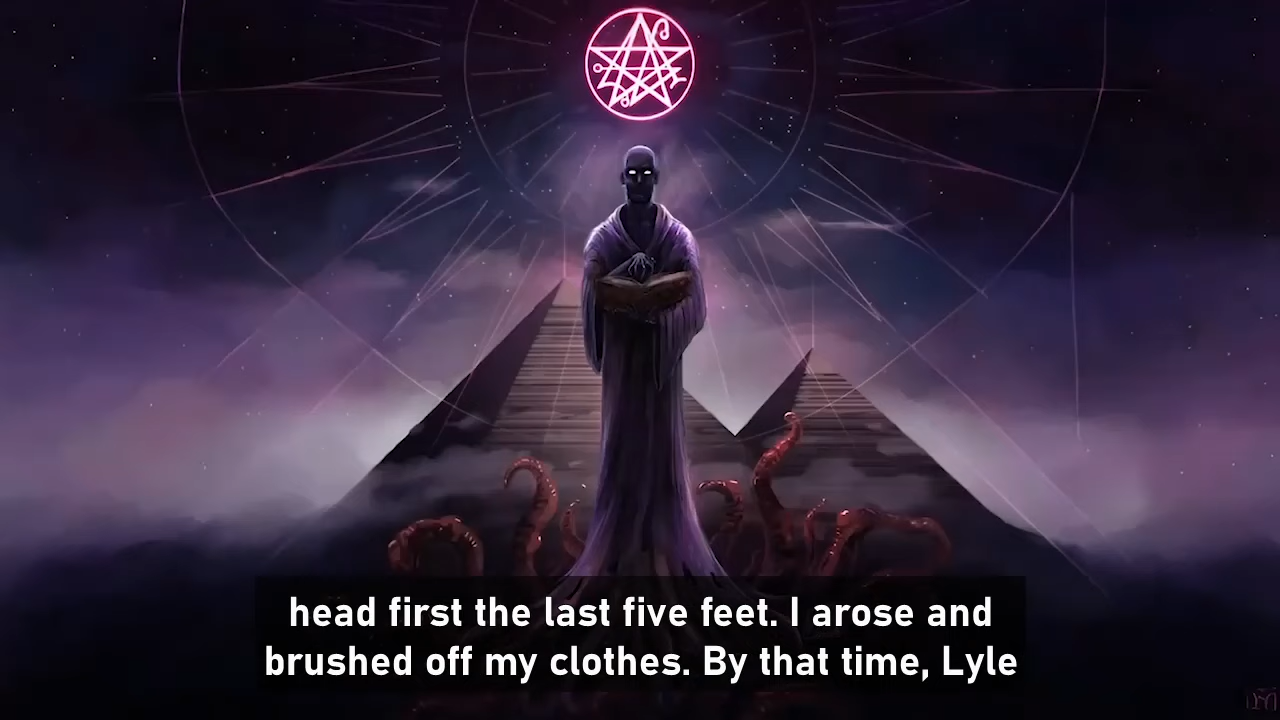 head first the last five feet. I arose and
brushed off my clothes. By that time, Lyle